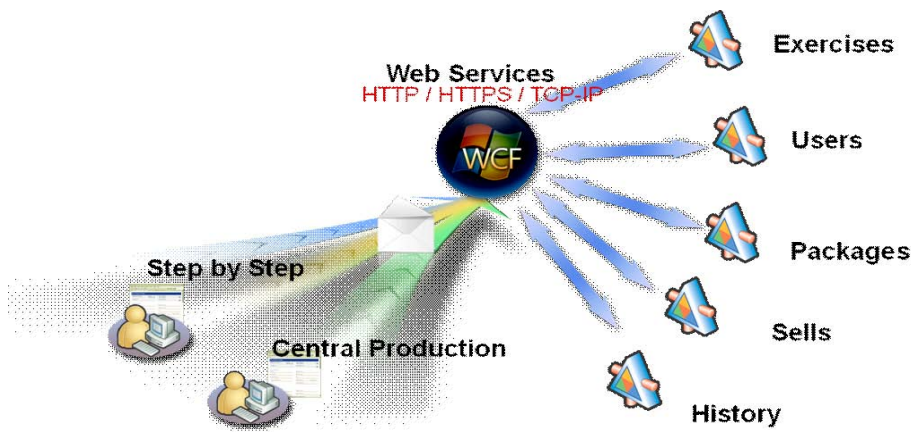 Exercises
Web Services
HTTP / HTTPS / TCP-IP
WCF
Users
Packages
Step by Step
Sells
Central Production
History